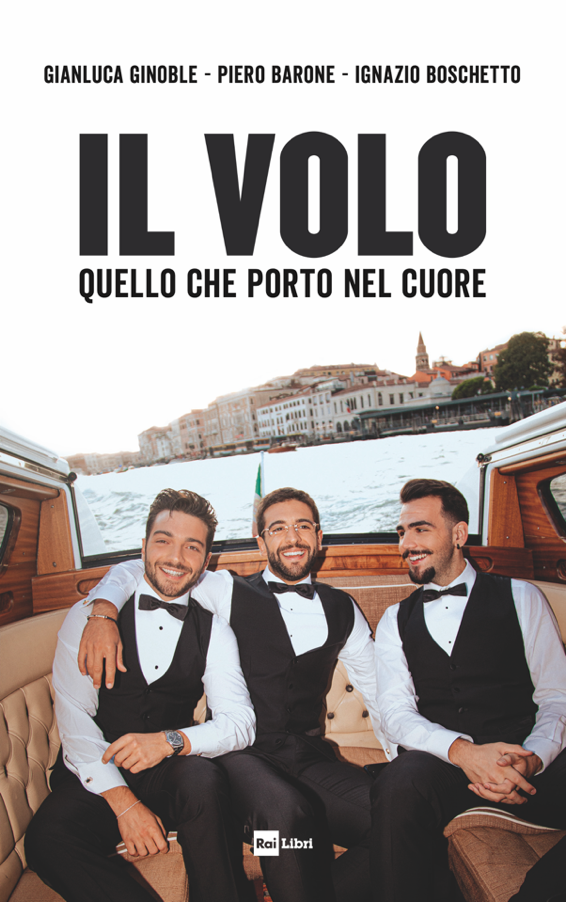 GIANLUCA GINOBLE - PIERO BARONE - IGNAZIO BOSCHETTO
IL VOLO
QUELLO CHE PORTO NEL CUORE
Rai Libri